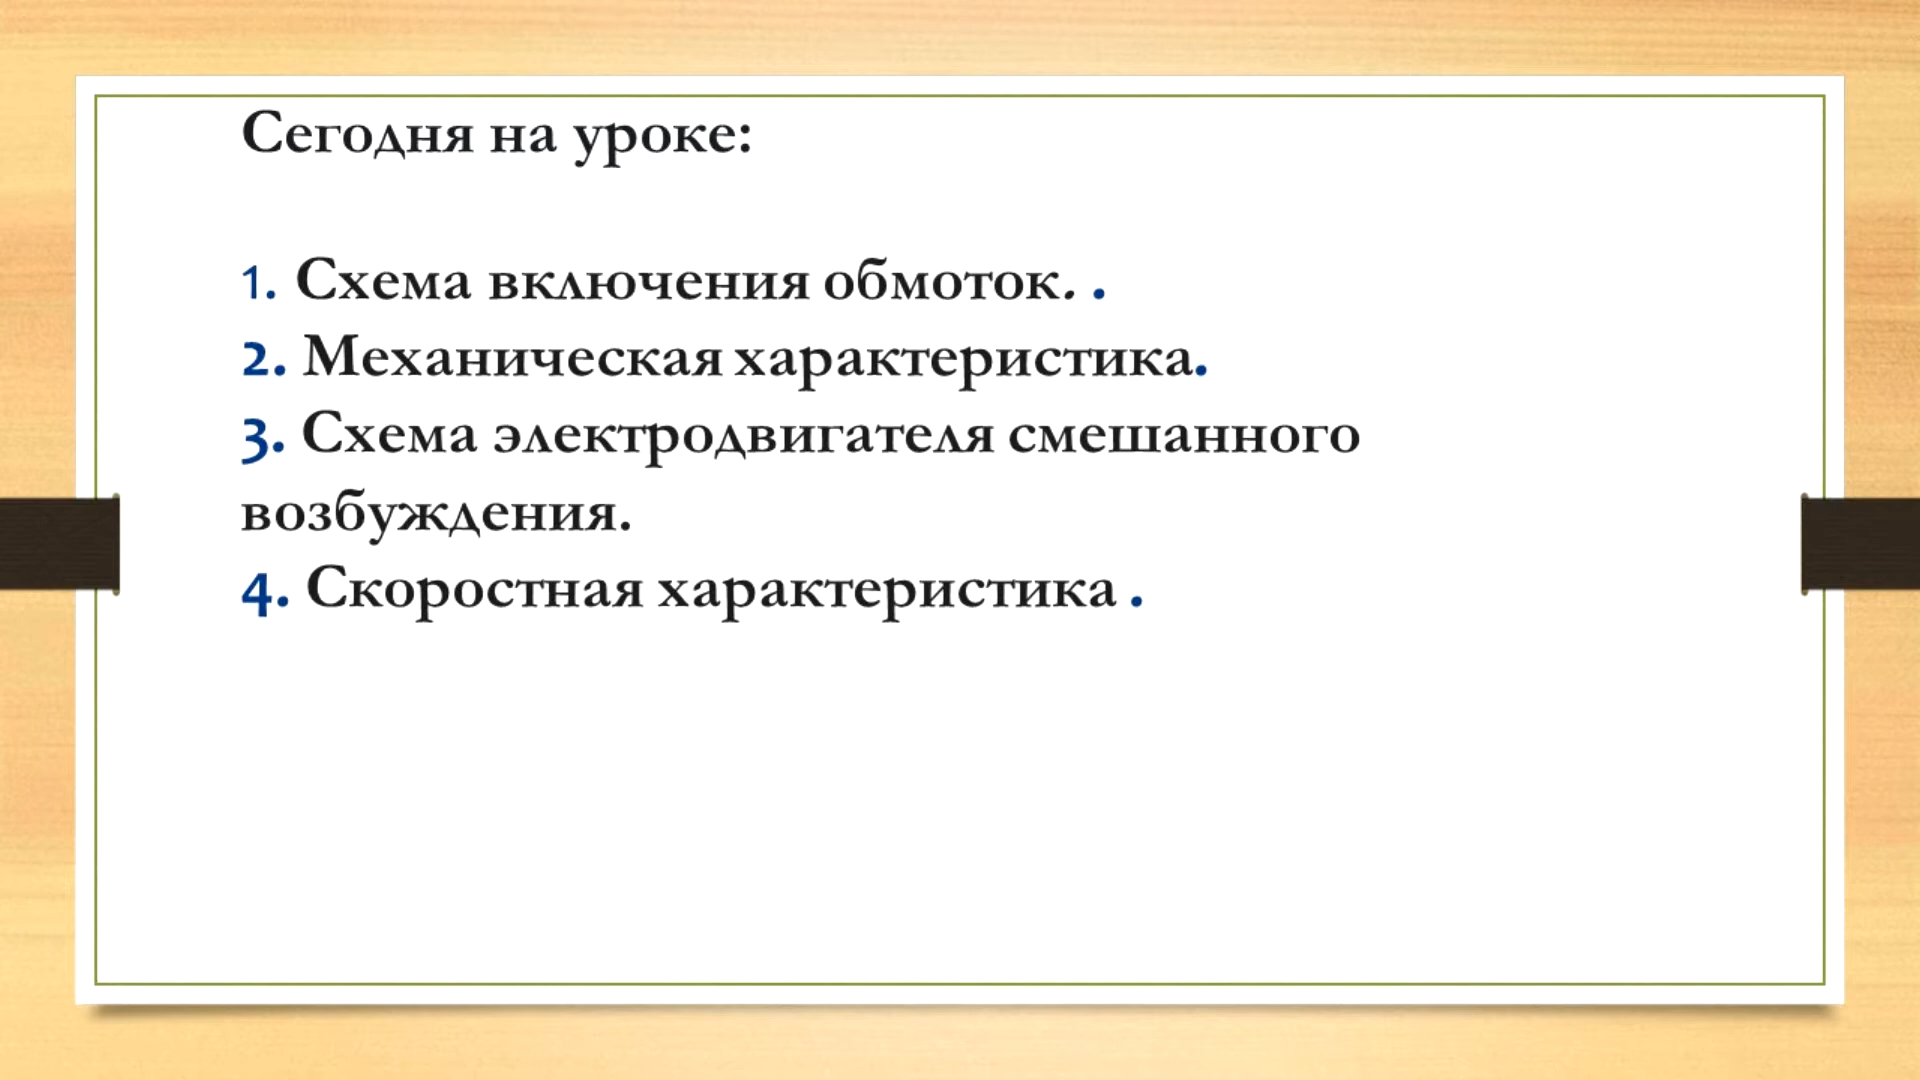 Сегодня на уроке:
1. Схема включения обмоток. .
2. Механическая характеристика.
3. Схема электродвигателя смешанного
возбуждения.
4. Скоростная характеристика .